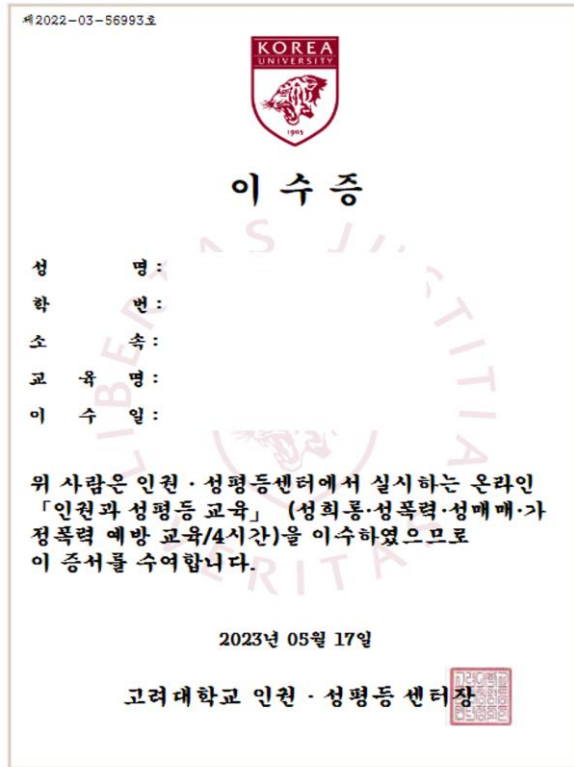 제2022-03-56993호
KOREA
UNIVERSITY
1905
이 수 증
LIBERTAS JUSTITIA VERITAS
성 명 :
학 번 :
소 속 :
교 육 명 :
이 수 일 :
위 사람은 인권 · 성평등센터에서 실시하는 온라인
「인권과 성평등 교육」 (성희롱·성폭력·성매매·가
정폭력 예방 교육/4시간)을 이수하였으므로
이 증서를 수여합니다.
2023년 05월 17일
고려대학교 인권 · 성평등 센터장